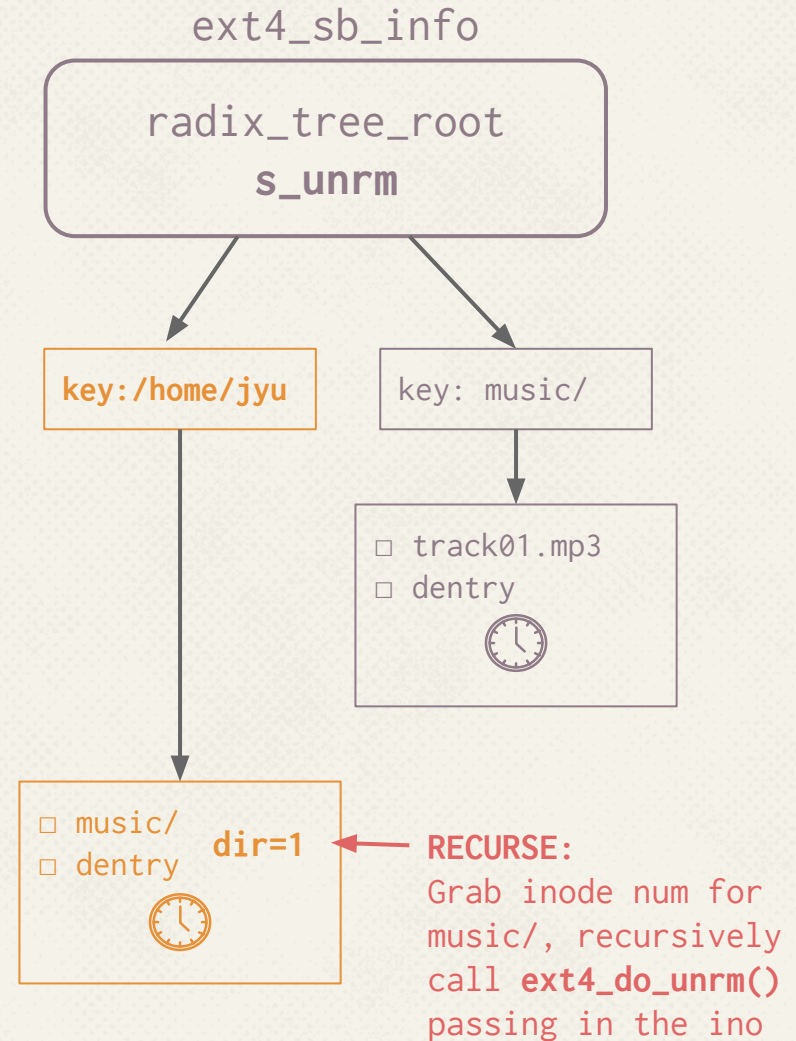 ext4_sb_info
radix_tree_root
s_unrm
key:/home/jyu
key: music/
□ track01.mp3
□ dentry
□ music/
□ dentry
dir=1
RECURSE:
Grab inode num for
music/, recursively
call ext4_do_unrm()
passing in the ino